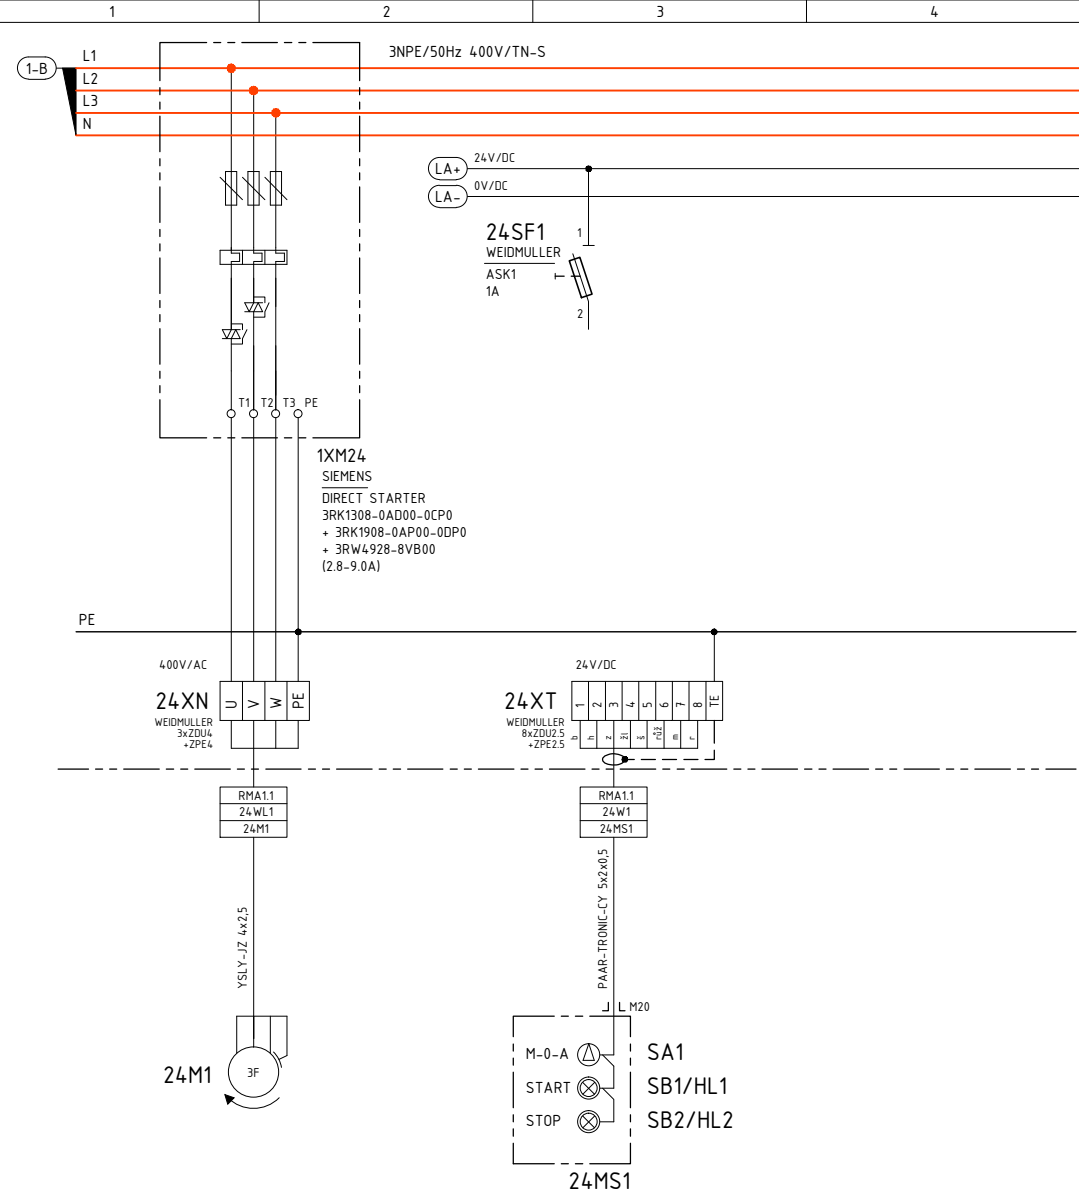 1 2 3 4
3NPE/50Hz 400V/TN-S
1-B
L1
L2
L3
N
LA+ 24V/DC
LA- 0V/DC
24SF1
WEIDMULLER
ASK1
1A
1
2
T1 T2 T3 PE
1XM24
SIEMENS
DIRECT STARTER
3RK1308-0AD00-0CP0
+ 3RK1908-0AP00-0DP0
+ 3RW4928-8VB00
(2.8-9.0A)
PE
400V/AC
24XN
WEIDMULLER
3xZDU4
+ZPE4
U V W PE
24V/DC
24XT
WEIDMULLER
8xZDU2.5
+ZPE2.5
1 2 3 4 5 6 7 8 TE
b h z žl š růž m r
RMA1.1
24WL1
24M1
RMA1.1
24W1
24MS1
YSLY-JZ 4x2,5
PAAR-TRONIC-CY 5x2x0,5
M20
24M1
3F
M-0-A SA1
START SB1/HL1
STOP SB2/HL2
24MS1